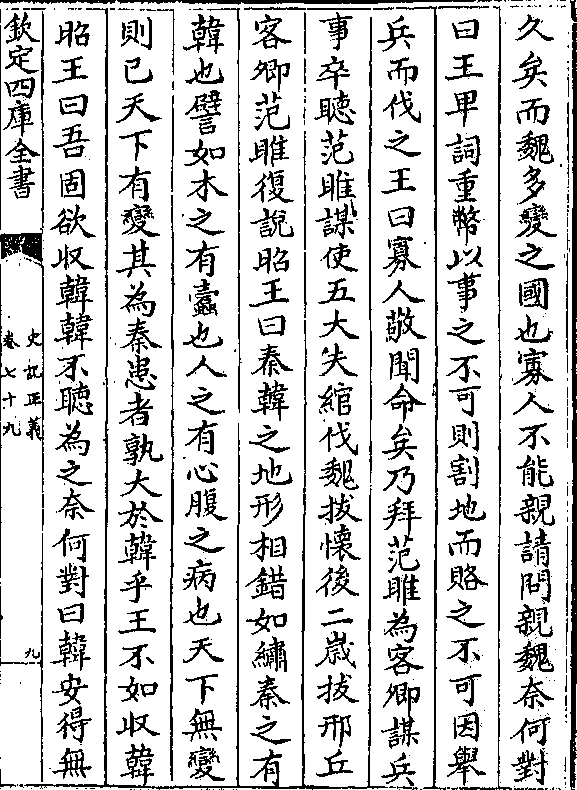 久矣而魏多變之國也寡人不能親請問親魏奈何對
曰王卑詞重幣以事之不可則割地而賂之不可因舉
兵而伐之王曰寡人敬聞命矣乃拜范雎為客卿謀兵
事卒聽范雎謀使五大夫綰伐魏拔懐後二嵗拔邢丘
客卿范雎復說昭王曰秦韓之地形相錯如繡秦之有
韓也譬如木之有蠹也人之有心腹之病也天下無變
則已天下有變其為秦患者孰大於韓乎王不如収韓
昭王曰吾固欲収韓韓不聽為之奈何對曰韓安得無
欽定四庫全書
史記正義
卷七十九
九